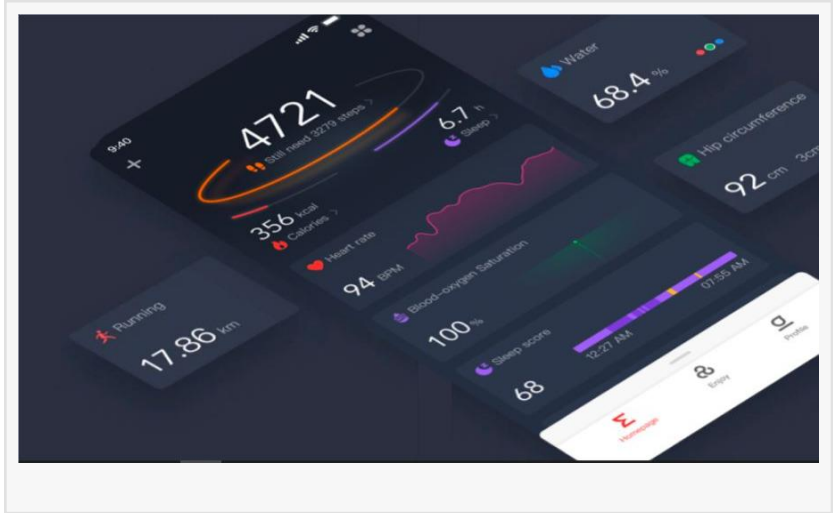 9:40
4721
Still need 3279 steps >
6.7 h
Sleep >
356 kcal
Calories >
Heart rate
94 BPM
Blood-oxygen Saturation
100 %
Sleep score
68
12:27 AM
07:55 AM
Homepage
Enjoy
Profile
Running
17.86 km
Water
68.4 %
Hip circumference
92 cm 3cm